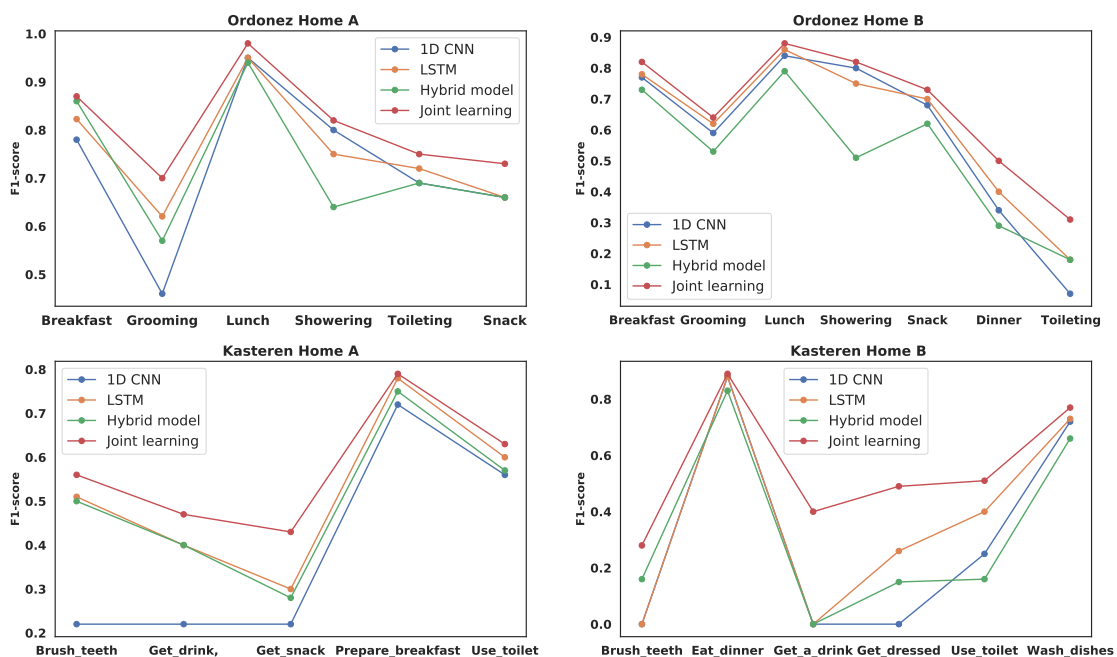 Ordonez Home A
F1-score
1.0
0.9
0.8
0.7
0.6
0.5
1D CNN
LSTM
Hybrid model
Joint learning
Breakfast Grooming Lunch Showering Toileting Snack
Ordonez Home B
F1-score
0.9
0.8
0.7
0.6
0.5
0.4
0.3
0.2
0.1
1D CNN
LSTM
Hybrid model
Joint learning
Breakfast Grooming Lunch Showering Snack Dinner Toileting
Kasteren Home A
F1-score
0.8
0.7
0.6
0.5
0.4
0.3
0.2
1D CNN
LSTM
Hybrid model
Joint learning
Brush_teeth Get_drink, Get_snack Prepare_breakfast Use_toilet
Kasteren Home B
F1-score
0.8
0.6
0.4
0.2
0.0
1D CNN
LSTM
Hybrid model
Joint learning
Brush_teeth Eat_dinner Get_a_drink Get_dressed Use_toilet Wash_dishes